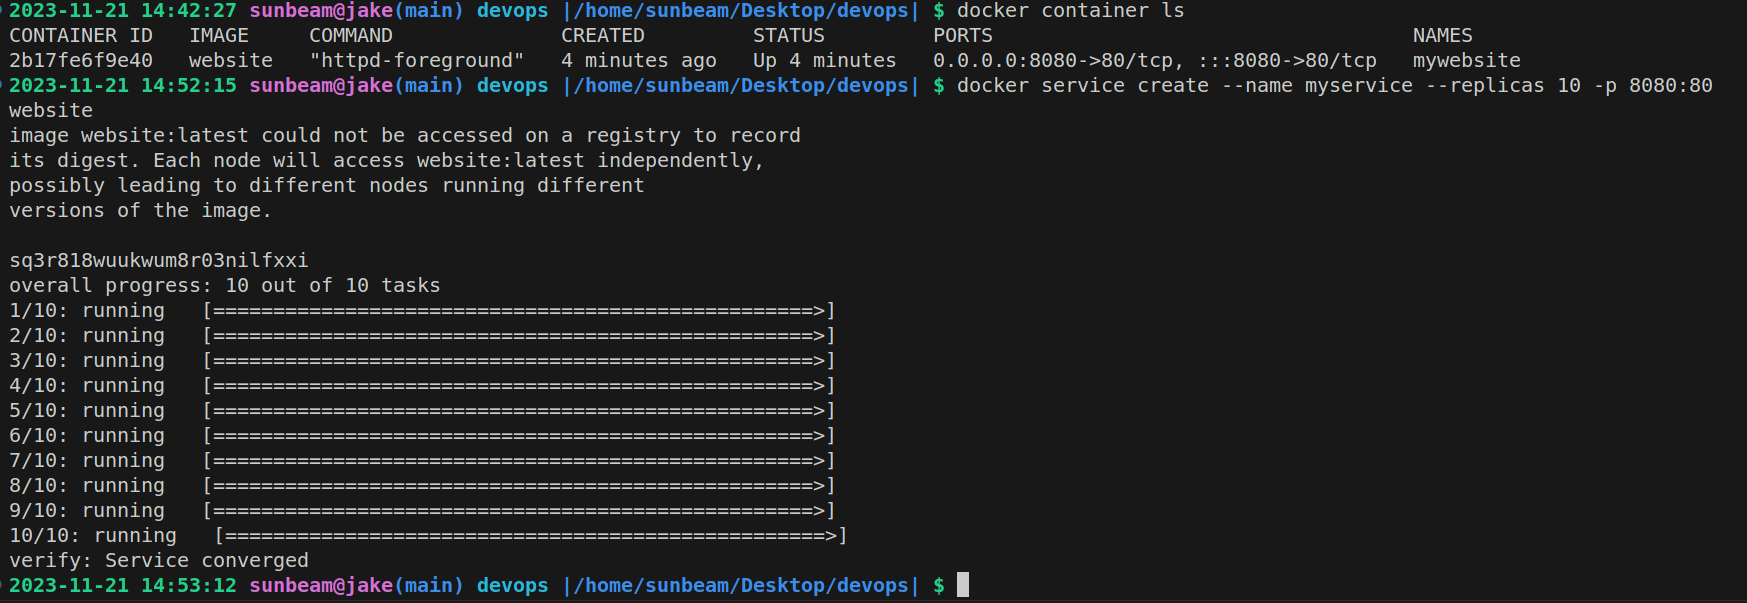 2023-11-21 14:42:27 sunbeam@jake(main) devops |/home/sunbeam/Desktop/devops| $ docker container ls
CONTAINER ID   IMAGE     COMMAND              CREATED         STATUS         PORTS                                   NAMES
2b17fe6f9e40   website   "httpd-foreground"   4 minutes ago   Up 4 minutes   0.0.0.0:8080->80/tcp, :::8080->80/tcp   mywebsite
2023-11-21 14:52:15 sunbeam@jake(main) devops |/home/sunbeam/Desktop/devops| $ docker service create --name myservice --replicas 10 -p 8080:80
website
image website:latest could not be accessed on a registry to record
its digest. Each node will access website:latest independently,
possibly leading to different nodes running different
versions of the image.

sq3r818wuukwum8r03nilfxxi
overall progress: 10 out of 10 tasks
1/10: running   [==================================================>]
2/10: running   [==================================================>]
3/10: running   [==================================================>]
4/10: running   [==================================================>]
5/10: running   [==================================================>]
6/10: running   [==================================================>]
7/10: running   [==================================================>]
8/10: running   [==================================================>]
9/10: running   [==================================================>]
10/10: running   [==================================================>]
verify: Service converged
2023-11-21 14:53:12 sunbeam@jake(main) devops |/home/sunbeam/Desktop/devops| $